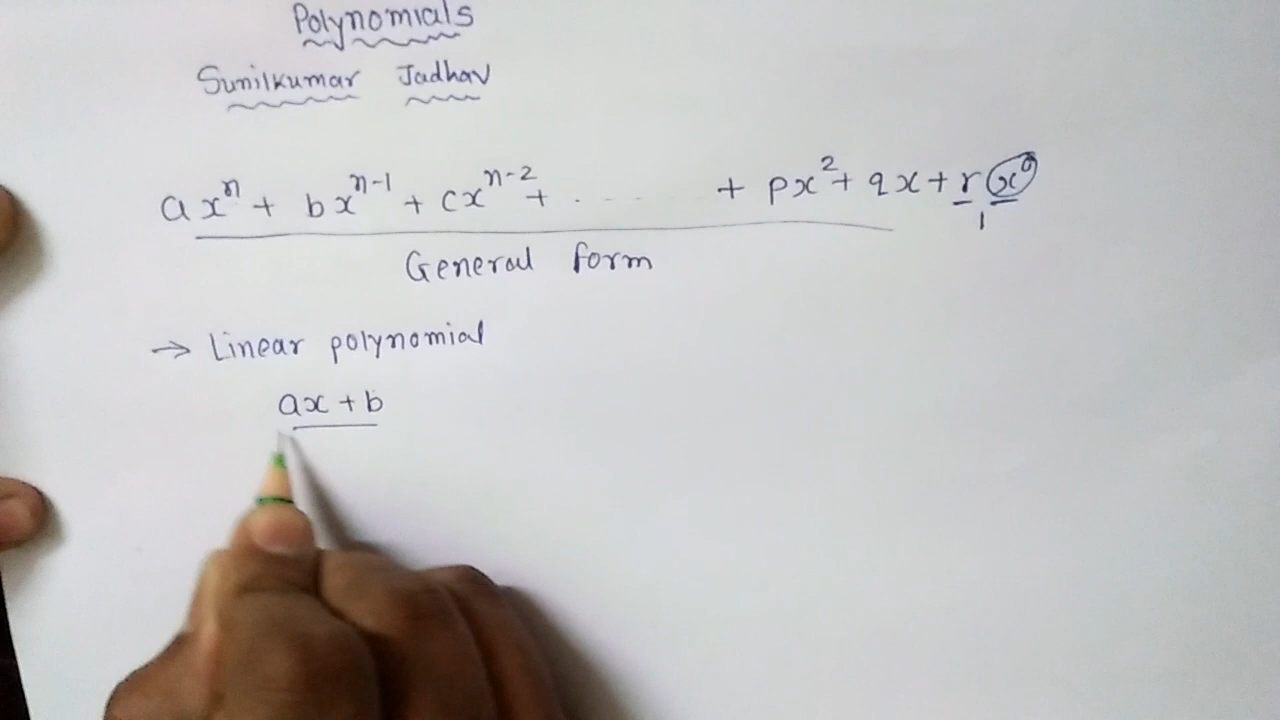 Polynomials
Sunilkumar Jadhav
ax^n + bx^{n-1} + cx^{n-2} + . . . . + px^2 + qx + r x^0
1
General form
→ Linear polynomial
ax + b